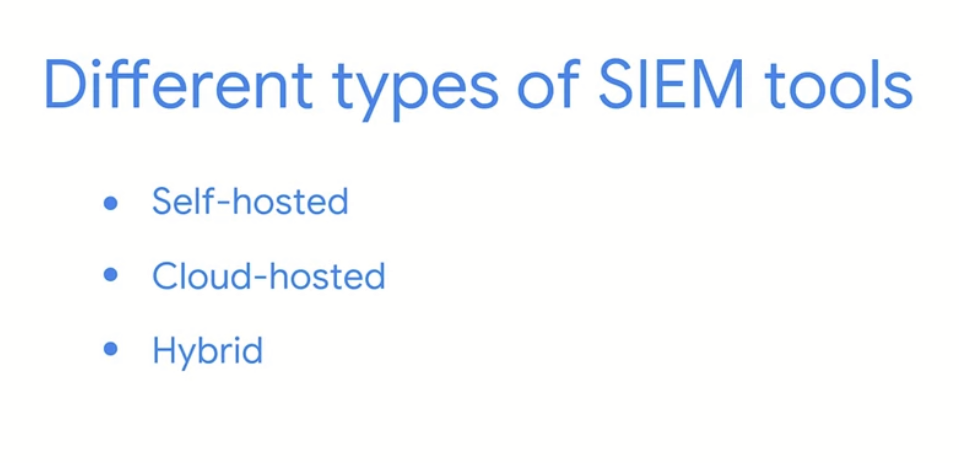 Different types of SIEM tools
• Self-hosted
• Cloud-hosted
• Hybrid